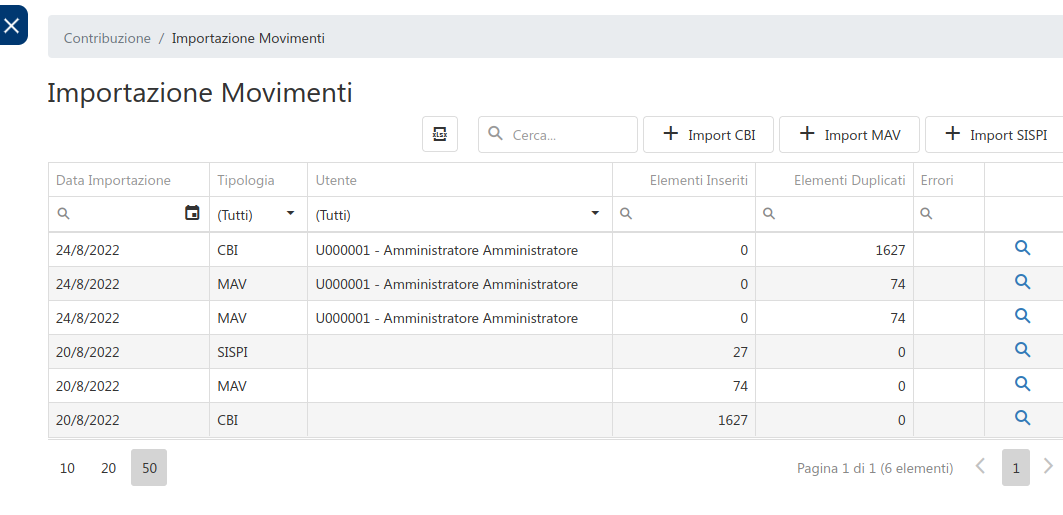 Contribuzione / Importazione Movimenti
Importazione Movimenti
xlsx Cerca... + Import CBI + Import MAV + Import SISPI
Data Importazione Tipologia Utente Elementi Inseriti Elementi Duplicati Errori
(Tutti) (Tutti)
24/8/2022 CBI U000001 - Amministratore Amministratore 0 1627
24/8/2022 MAV U000001 - Amministratore Amministratore 0 74
24/8/2022 MAV U000001 - Amministratore Amministratore 0 74
20/8/2022 SISPI 27 0
20/8/2022 MAV 74 0
20/8/2022 CBI 1627 0
10 20 50 Pagina 1 di 1 (6 elementi) 1